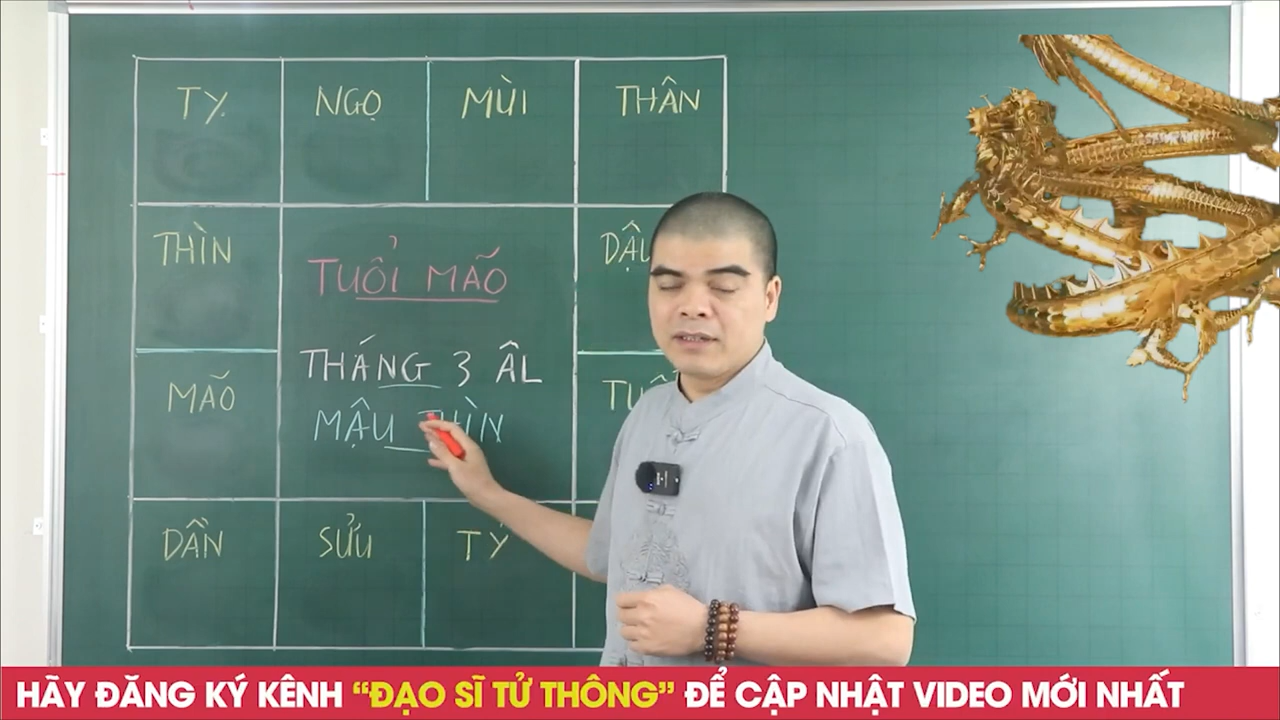 TỴ
NGỌ
MÙI
THÂN
THÌN
TUỔI MÃO
THÁNG 3 ÂL
MẬU THÌN
MÃO
DẦN
SỬU
TÝ
HÃY ĐĂNG KÝ KÊNH “ĐẠO SĨ TỬ THÔNG” ĐỂ CẬP NHẬT VIDEO MỚI NHẤT